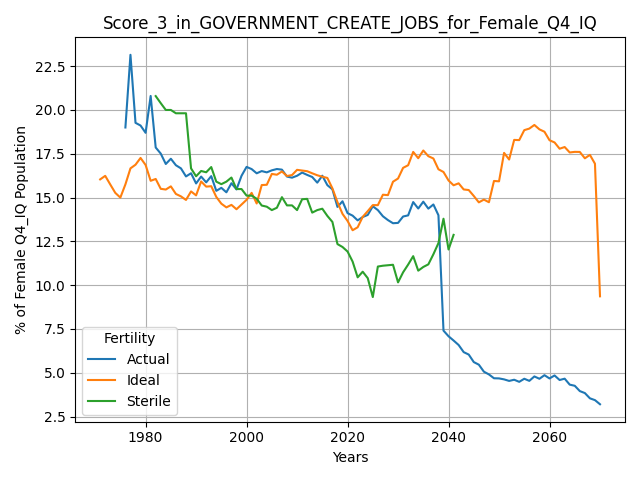 Score_3_in_GOVERNMENT_CREATE_JOBS_for_Female_Q4_IQ
% of Female Q4_IQ Population
22.5
20.0
17.5
15.0
12.5
10.0
7.5
5.0
2.5
Fertility
Actual
Ideal
Sterile
1980
2000
2020
2040
2060
Years